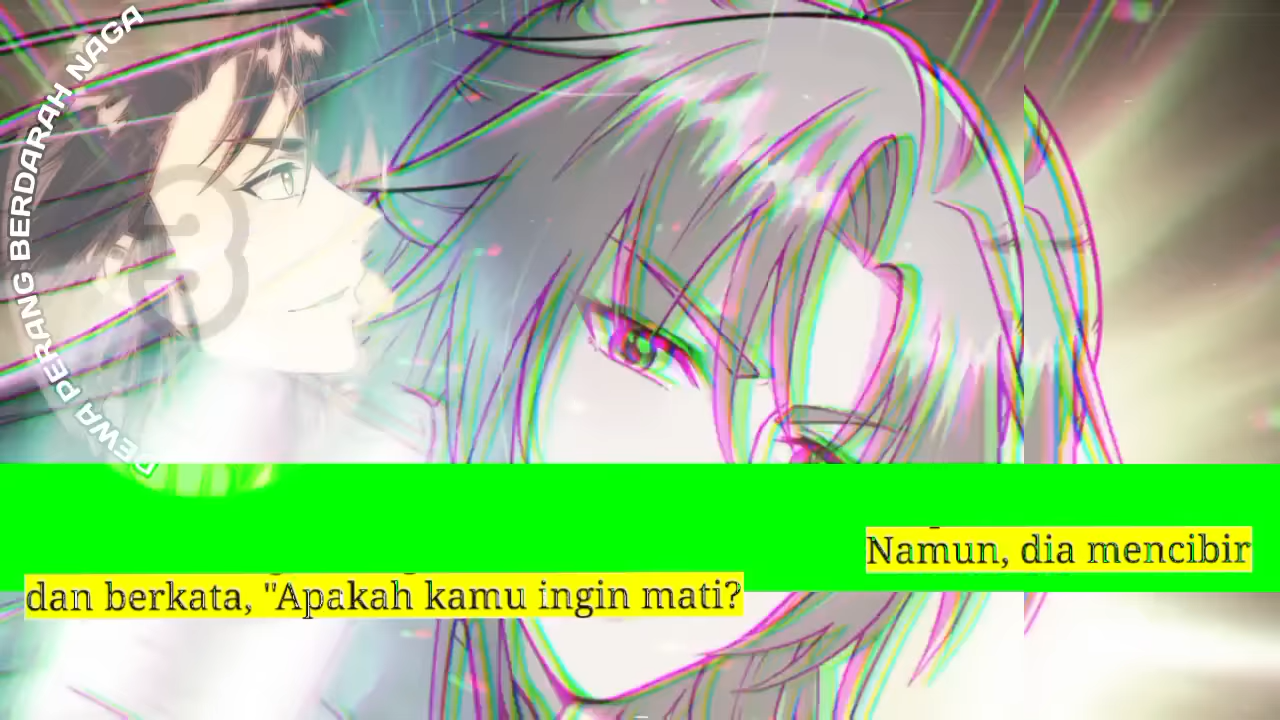 DEWA PERANG BERDARAH NAGA
Namun, dia mencibir
dan berkata, "Apakah kamu ingin mati?